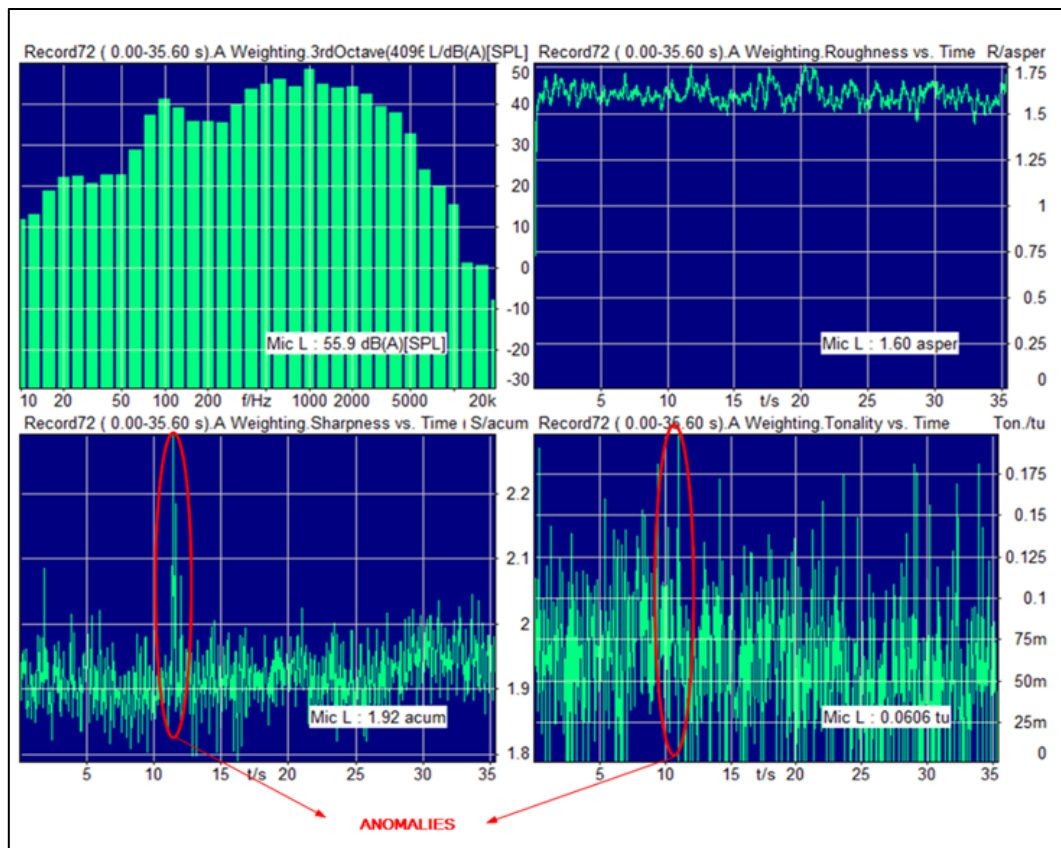 Record72 ( 0.00-35.60 s).A Weighting.3rdOctave(4096 L/dB(A)[SPL]
50
40
30
20
10
0
-10
-20
-30
Mic L : 55.9 dB(A)[SPL]
10 20 50 100 200 f/Hz 1000 2000 5000 20k
Record72 ( 0.00-35.60 s).A Weighting.Roughness vs. Time R/asper
1.75
1.5
1.25
1
0.75
0.5
0.25
0
Mic L : 1.60 asper
5 10 15 t/s 20 25 30 35
Record72 ( 0.00-35.60 s).A Weighting.Sharpness vs. Time ( S/acum
2.2
2.1
2
1.9
1.8
Mic L : 1.92 acum
5 10 t/s 15 20 25 30 35
Record72 ( 0.00-35.60 s).A Weighting.Tonality vs. Time Ton./tu
0.175
0.15
0.125
0.1
75m
50m
25m
0
Mic L : 0.0606 tu
5 10 15 t/s 20 25 30 35
ANOMALIES